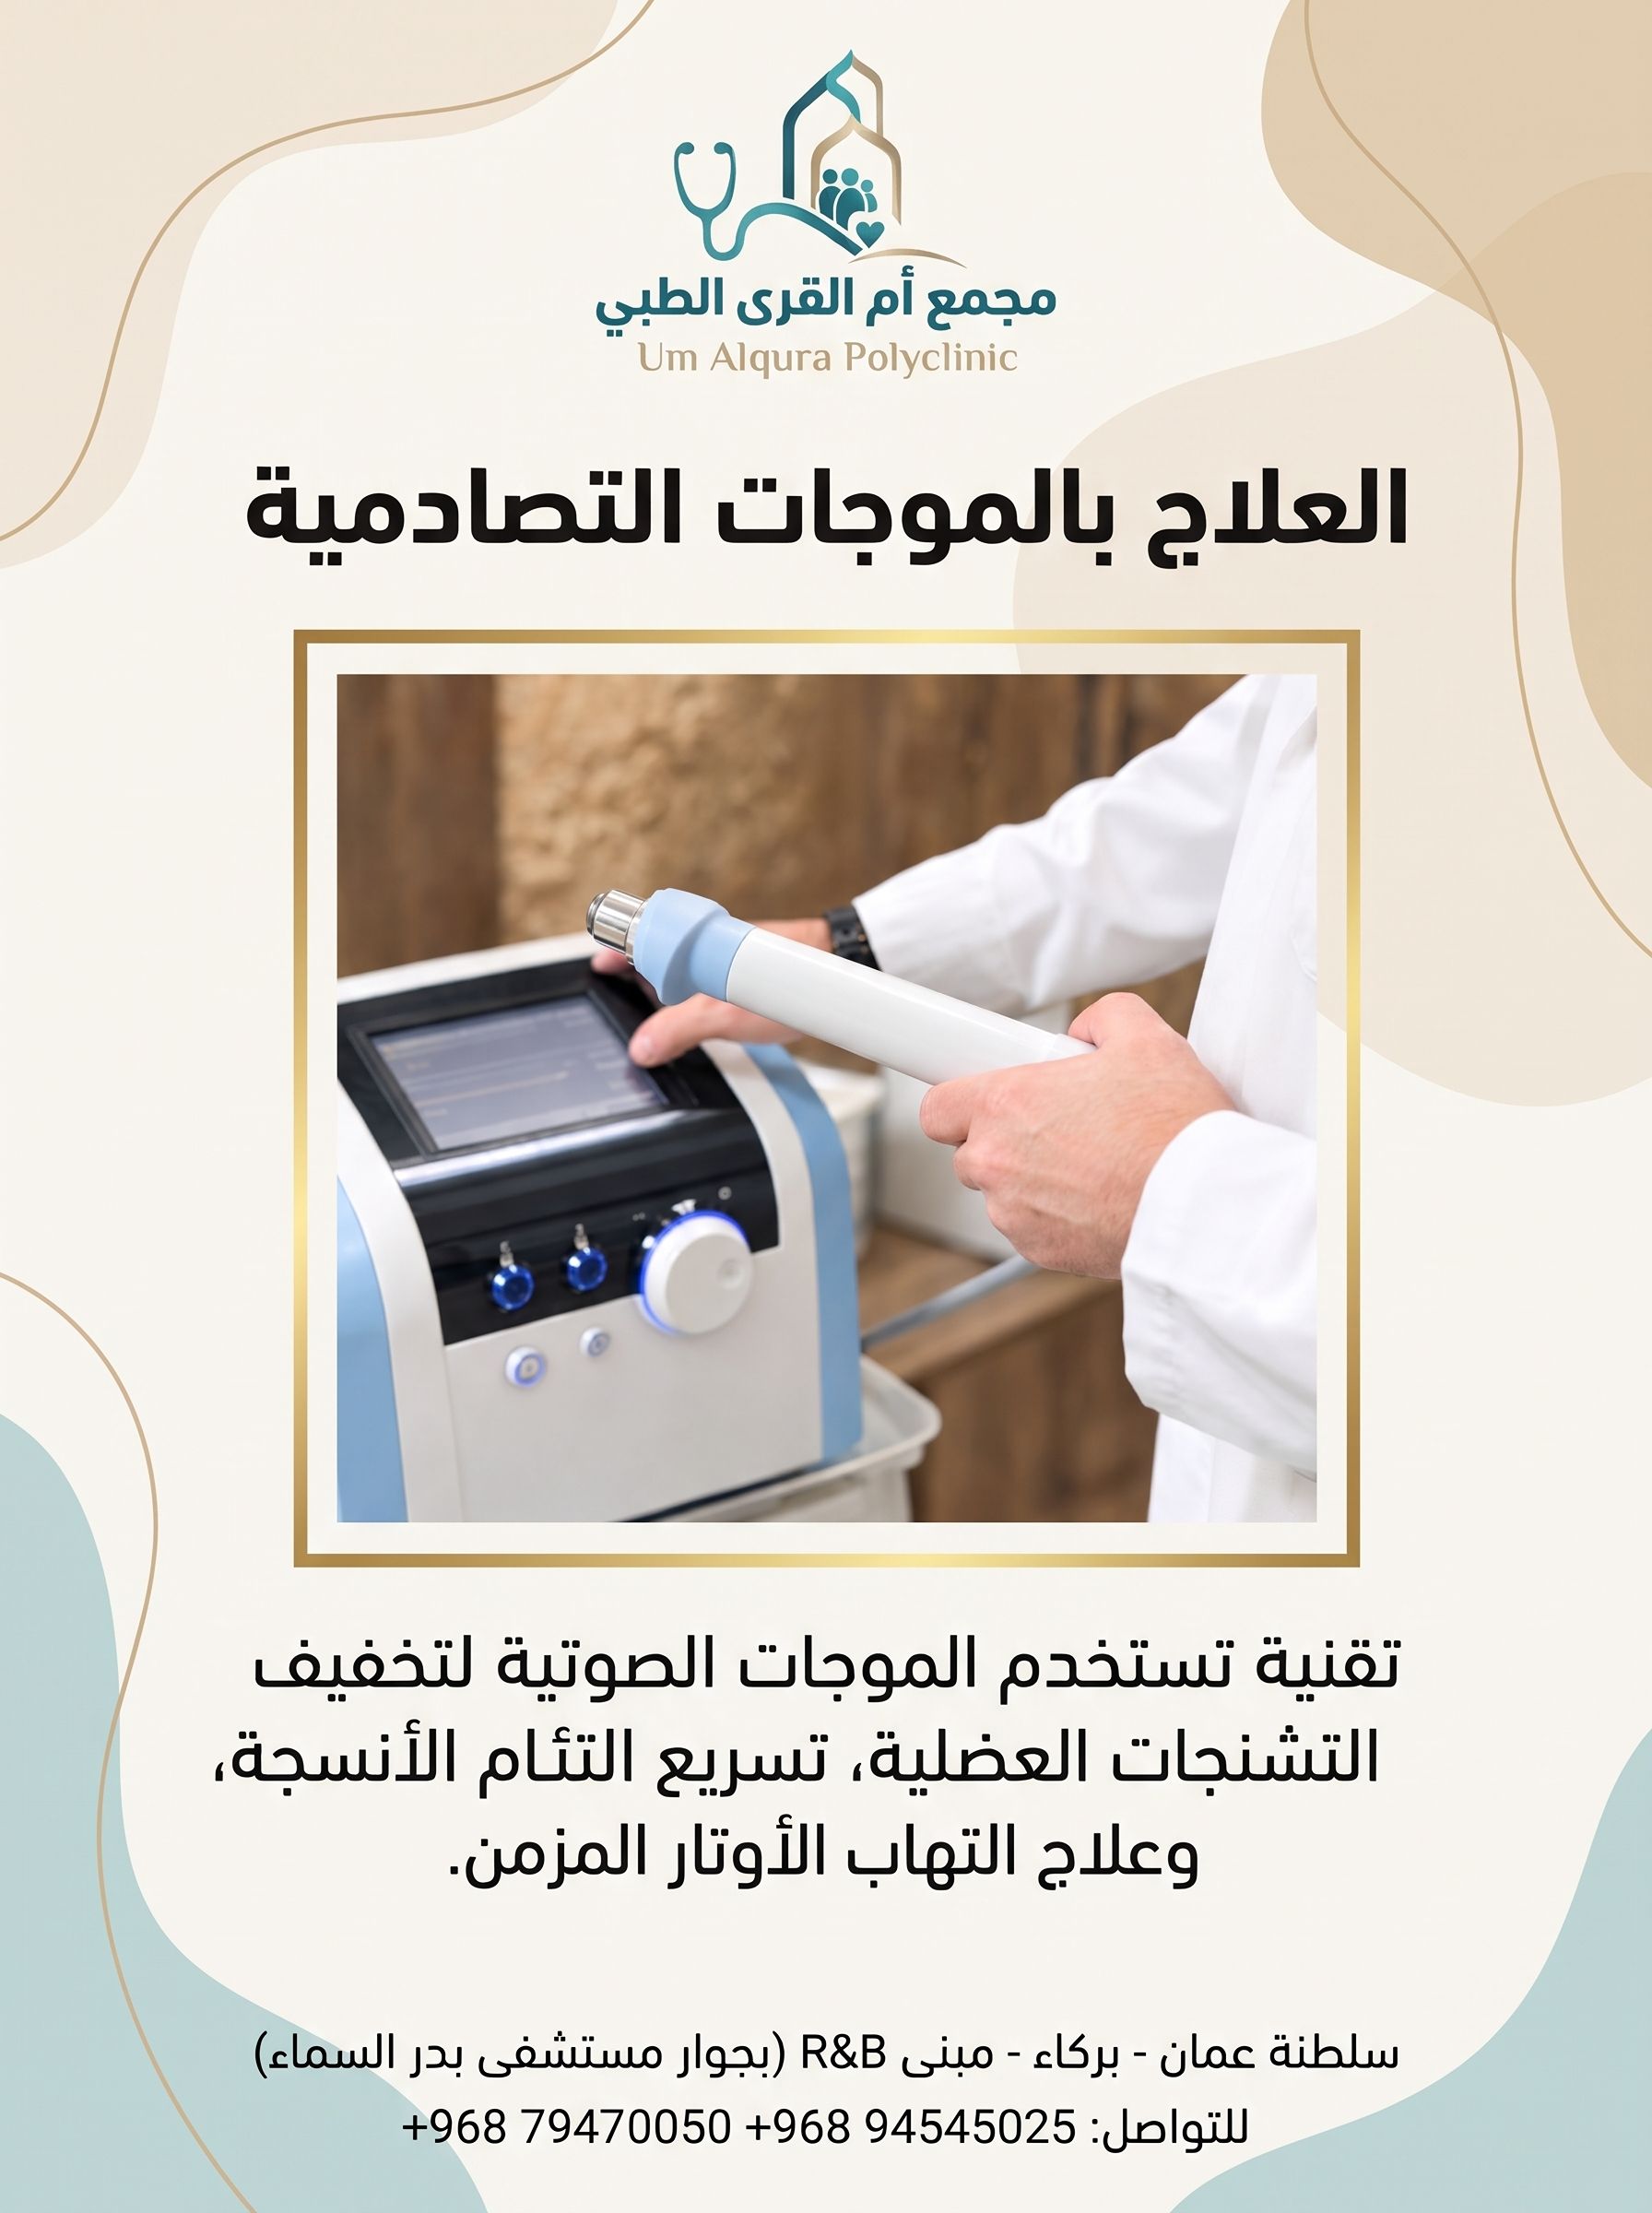 مجمع أم القرى الطبي
Um Alqura Polyclinic
العلاج بالموجات التصادمية
تقنية تستخدم الموجات الصوتية لتخفيف
التشنجات العضلية، تسريع التئام الأنسجة،
وعلاج التهاب الأوتار المزمن.
سلطنة عمان - بركاء - مبنى R&B (بجوار مستشفى بدر السماء)
للتواصل: 94545025 968+ 79470050 968+